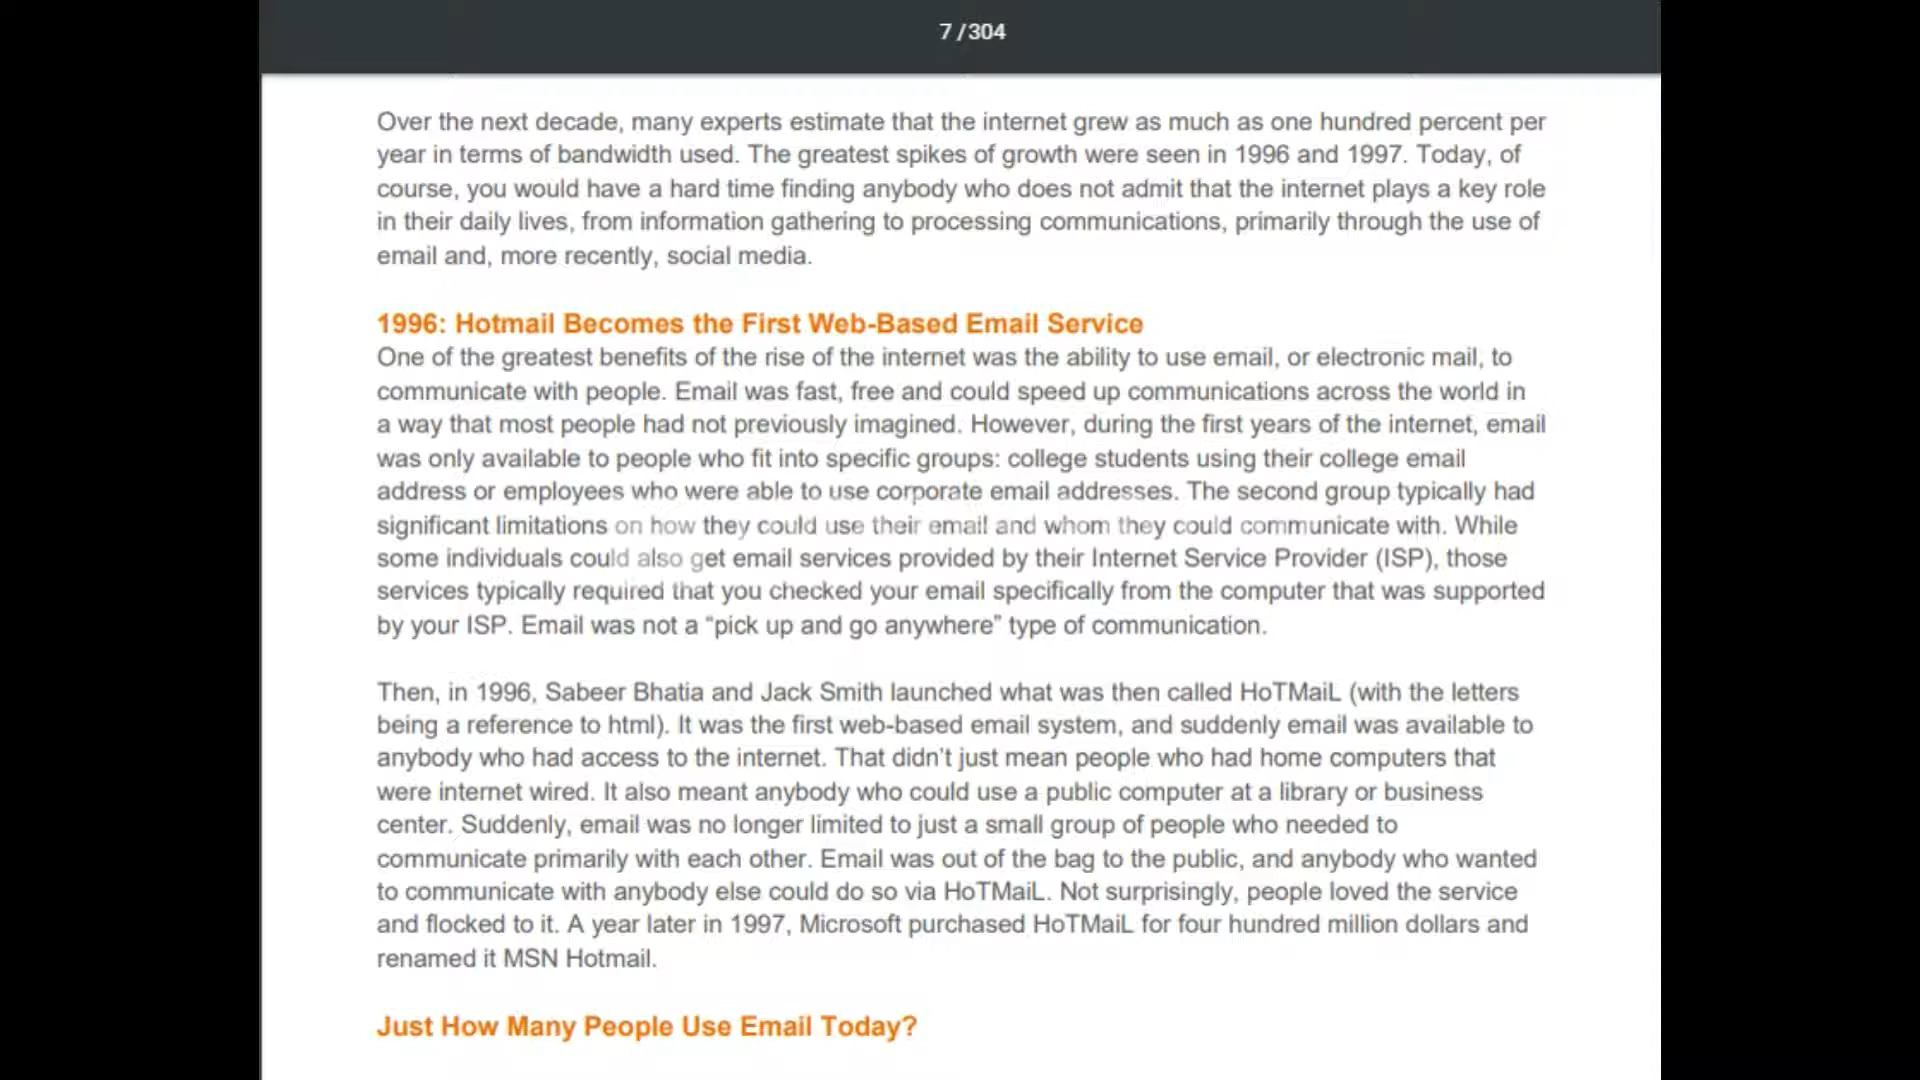 7 / 304
Over the next decade, many experts estimate that the internet grew as much as one hundred percent per
year in terms of bandwidth used. The greatest spikes of growth were seen in 1996 and 1997. Today, of
course, you would have a hard time finding anybody who does not admit that the internet plays a key role
in their daily lives, from information gathering to processing communications, primarily through the use of
email and, more recently, social media.
1996: Hotmail Becomes the First Web-Based Email Service
One of the greatest benefits of the rise of the internet was the ability to use email, or electronic mail, to
communicate with people. Email was fast, free and could speed up communications across the world in
a way that most people had not previously imagined. However, during the first years of the internet, email
was only available to people who fit into specific groups: college students using their college email
address or employees who were able to use corporate email addresses. The second group typically had
significant limitations on how they could use their email and whom they could communicate with. While
some individuals could also get email services provided by their Internet Service Provider (ISP), those
services typically required that you checked your email specifically from the computer that was supported
by your ISP. Email was not a “pick up and go anywhere” type of communication.
Then, in 1996, Sabeer Bhatia and Jack Smith launched what was then called HoTMaiL (with the letters
being a reference to html). It was the first web-based email system, and suddenly email was available to
anybody who had access to the internet. That didn’t just mean people who had home computers that
were internet wired. It also meant anybody who could use a public computer at a library or business
center. Suddenly, email was no longer limited to just a small group of people who needed to
communicate primarily with each other. Email was out of the bag to the public, and anybody who wanted
to communicate with anybody else could do so via HoTMaiL. Not surprisingly, people loved the service
and flocked to it. A year later in 1997, Microsoft purchased HoTMaiL for four hundred million dollars and
renamed it MSN Hotmail.
Just How Many People Use Email Today?